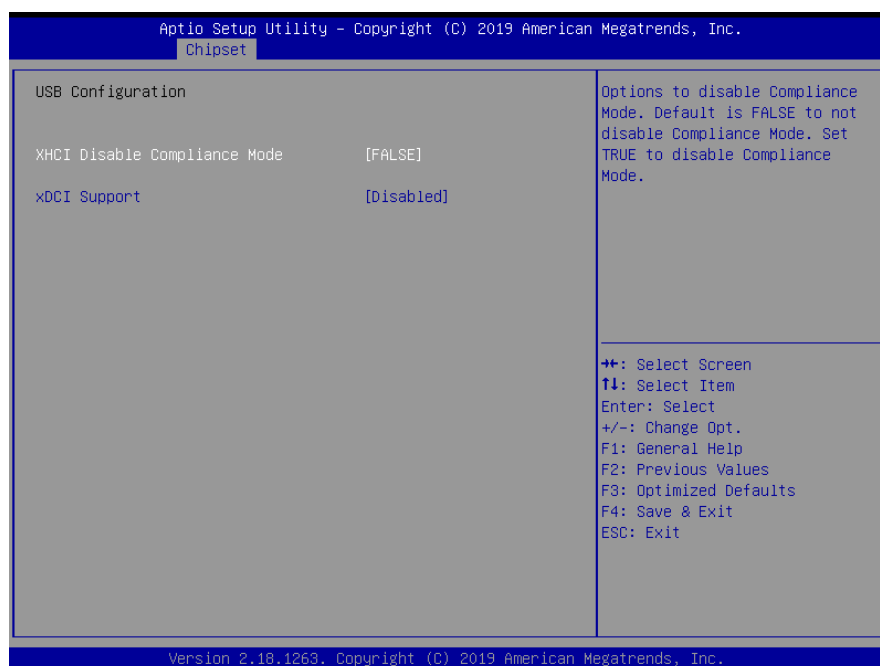 Aptio Setup Utility – Copyright (C) 2019 American Megatrends, Inc.
Chipset
USB Configuration
XHCI Disable Compliance Mode [FALSE]
xDCI Support [Disabled]
Options to disable Compliance
Mode. Default is FALSE to not
disable Compliance Mode. Set
TRUE to disable Compliance
Mode.
→←: Select Screen
↑↓: Select Item
Enter: Select
+/-: Change Opt.
F1: General Help
F2: Previous Values
F3: Optimized Defaults
F4: Save & Exit
ESC: Exit
Version 2.18.1263. Copyright (C) 2019 American Megatrends, Inc.